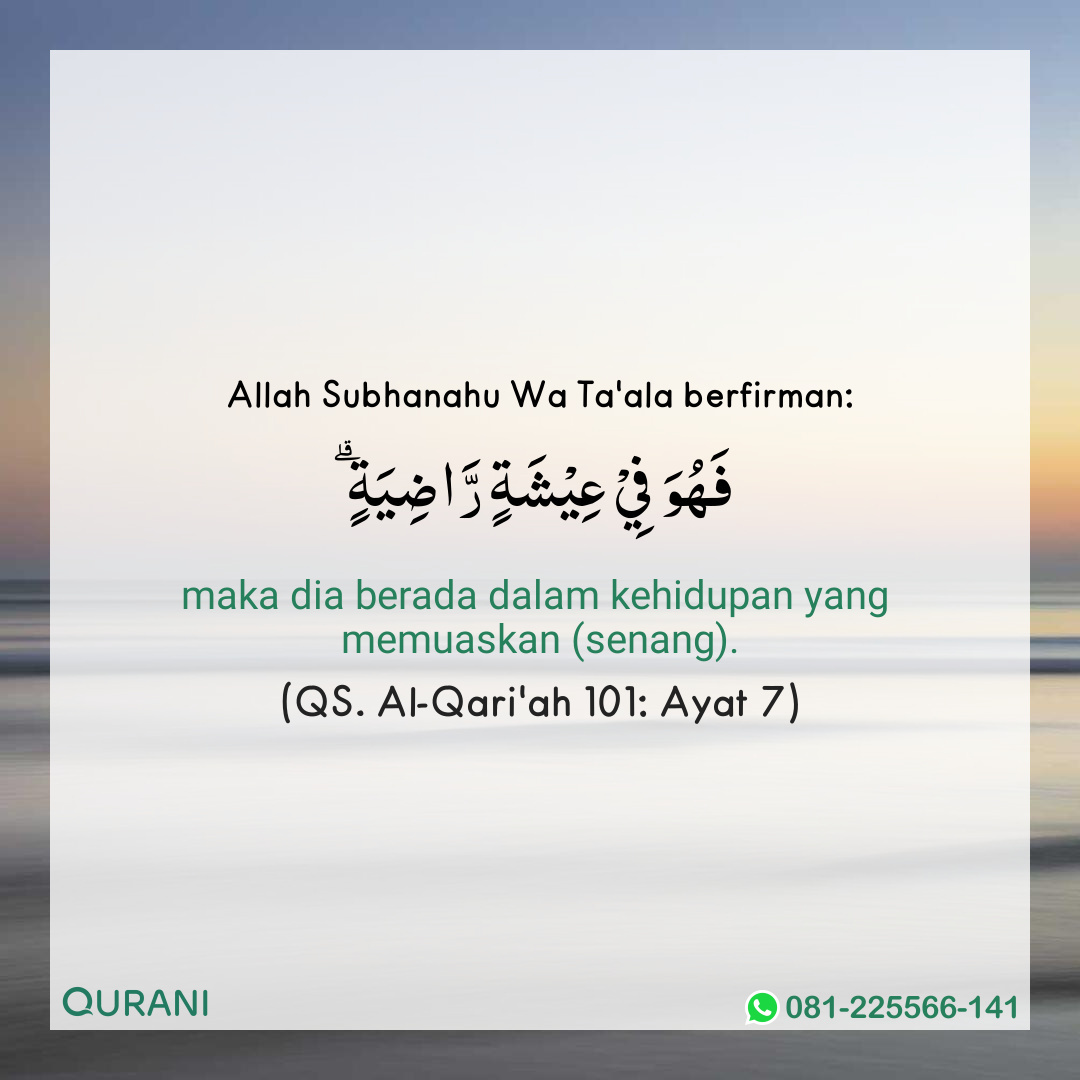 Allah Subhanahu Wa Ta'ala berfirman:
فَهُوَ فِيْ عِيْشَةٍ رَّاضِيَةٍۗ
maka dia berada dalam kehidupan yang
memuaskan (senang).
(QS. Al-Qari'ah 101: Ayat 7)
QURANI
081-225566-141